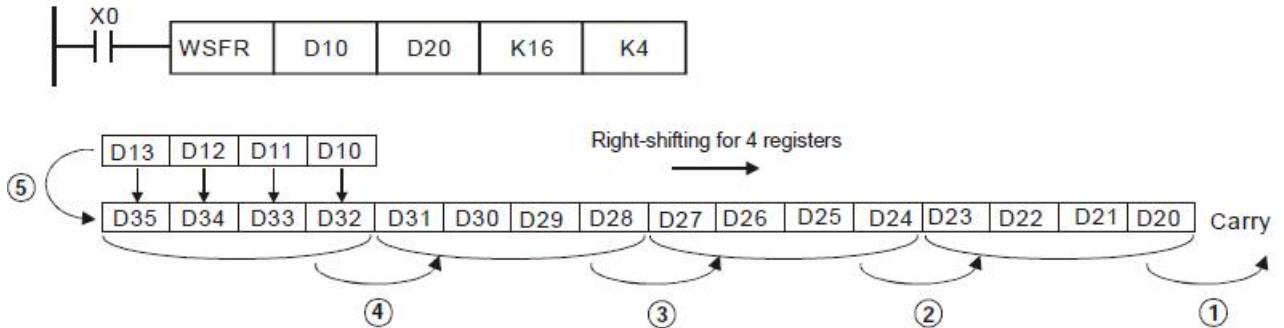 X0
WSFR D10 D20 K16 K4
Right-shifting for 4 registers
D13 D12 D11 D10
5
D35 D34 D33 D32 D31 D30 D29 D28 D27 D26 D25 D24 D23 D22 D21 D20 Carry
4 3 2 1